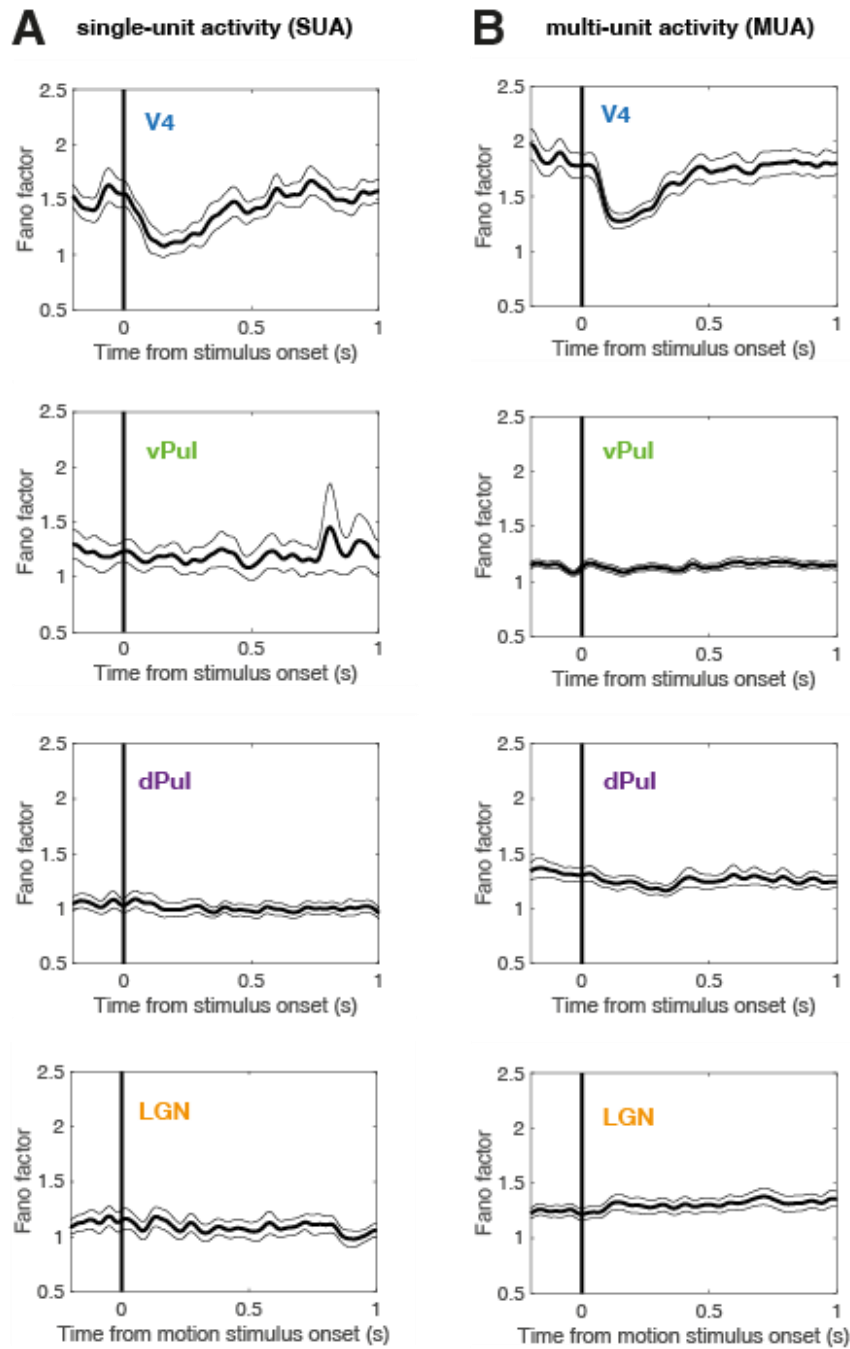 A single-unit activity (SUA)
B multi-unit activity (MUA)
2.5
2
1.5
1
0.5
Fano factor
V4
0 0.5 1
Time from stimulus onset (s)
2.5
2
1.5
1
0.5
Fano factor
V4
0 0.5 1
Time from stimulus onset (s)
2.5
2
1.5
1
0.5
Fano factor
vPul
0 0.5 1
Time from stimulus onset (s)
2.5
2
1.5
1
0.5
Fano factor
vPul
0 0.5 1
Time from stimulus onset (s)
2.5
2
1.5
1
0.5
Fano factor
dPul
0 0.5 1
Time from stimulus onset (s)
2.5
2
1.5
1
0.5
Fano factor
dPul
0 0.5 1
Time from stimulus onset (s)
2.5
2
1.5
1
0.5
Fano factor
LGN
0 0.5 1
Time from motion stimulus onset (s)
2.5
2
1.5
1
0.5
Fano factor
LGN
0 0.5 1
Time from motion stimulus onset (s)